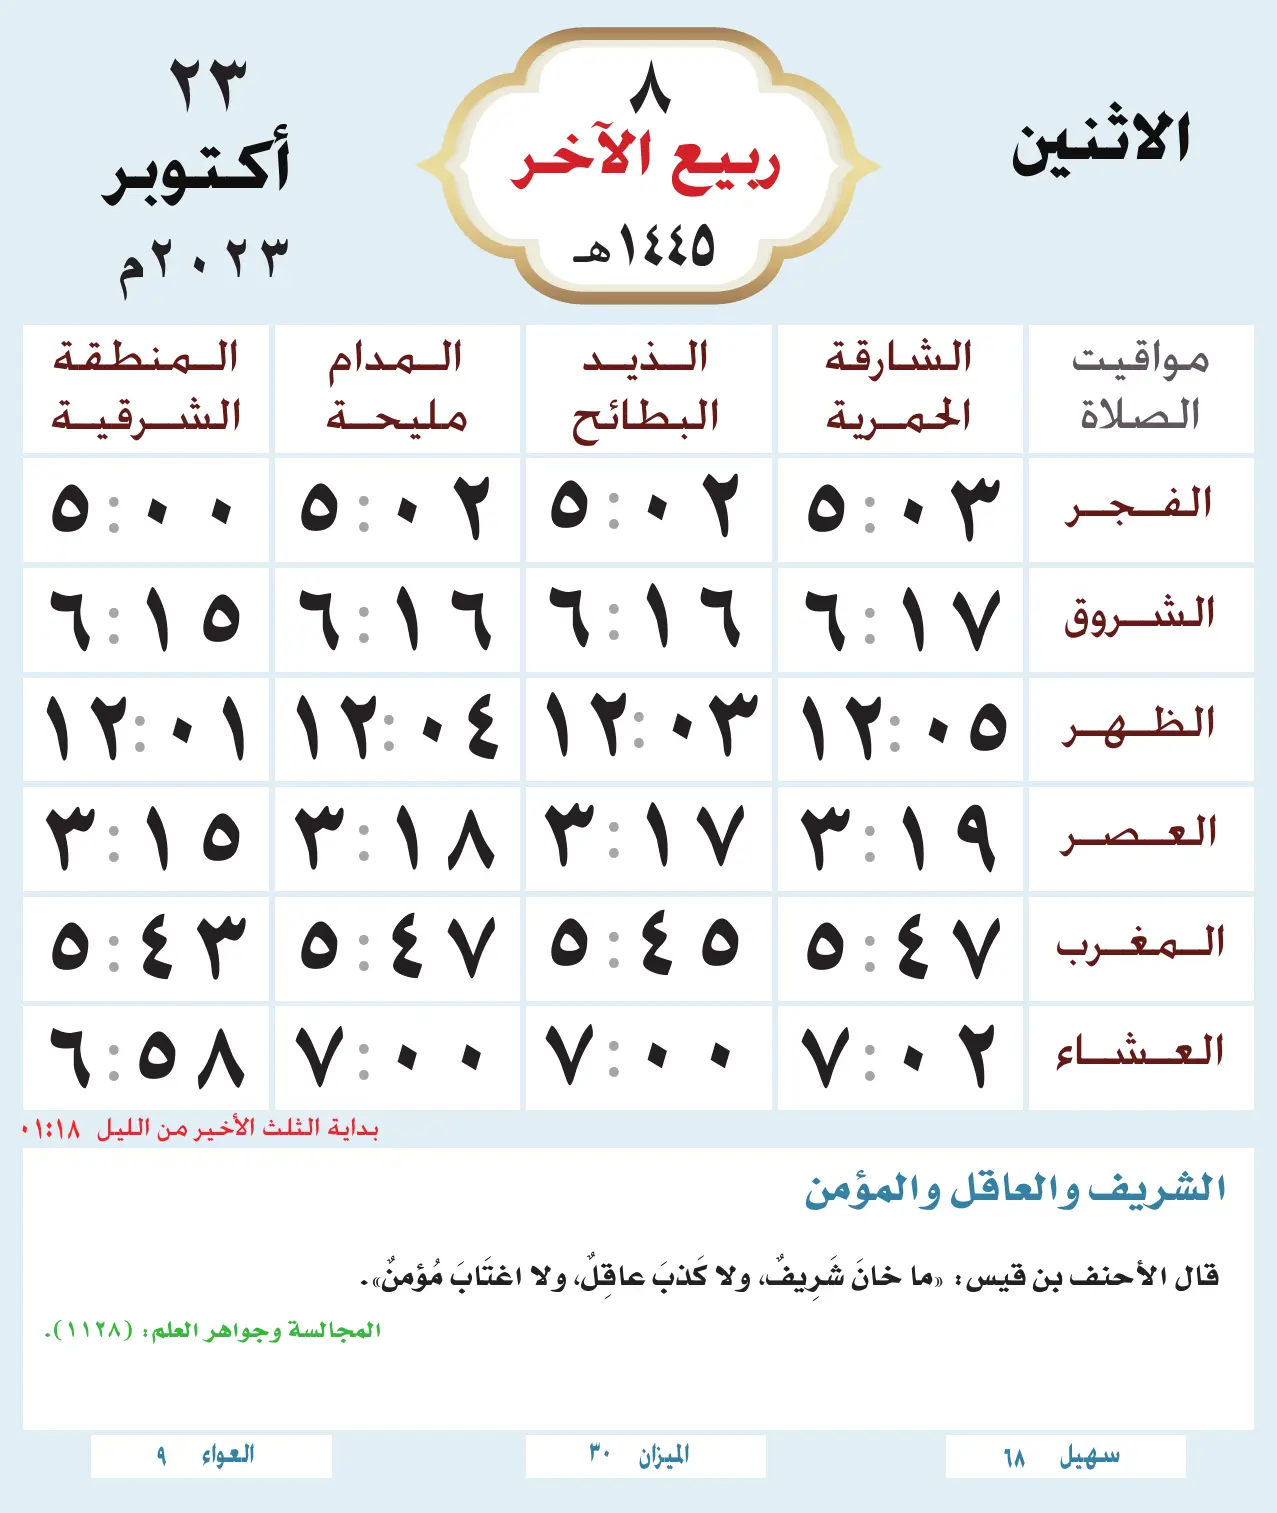 الاثنين
٨
ربيع الآخر
١٤٤٥هـ
٢٣
أكتوبر
٢٠٢٣م
مواقيت الصلاة
الشارقة الحمرية
الذيد البطائح
المدام مليحة
المنطقة الشرقية
الفجر ٥:٠٣ ٥:٠٢ ٥:٠٢ ٥:٠٠
الشروق ٦:١٧ ٦:١٦ ٦:١٦ ٦:١٥
الظهر ١٢:٠٥ ١٢:٠٣ ١٢:٠٤ ١٢:٠١
العصر ٣:١٩ ٣:١٧ ٣:١٨ ٣:١٥
المغرب ٥:٤٧ ٥:٤٥ ٥:٤٧ ٥:٤٣
العشاء ٧:٠٢ ٧:٠٠ ٧:٠٠ ٦:٥٨
بداية الثلث الأخير من الليل ٠١:١٨
الشريف والعاقل والمؤمن
قال الأحنف بن قيس: «ما خانَ شَرِيفٌ، ولا كَذبَ عاقِلٌ، ولا اغتَابَ مُؤمنٌ».
المجالسة وجواهر العلم: (١١٢٨).
سهيل ٦٨
الميزان ٣٠
العواء ٩